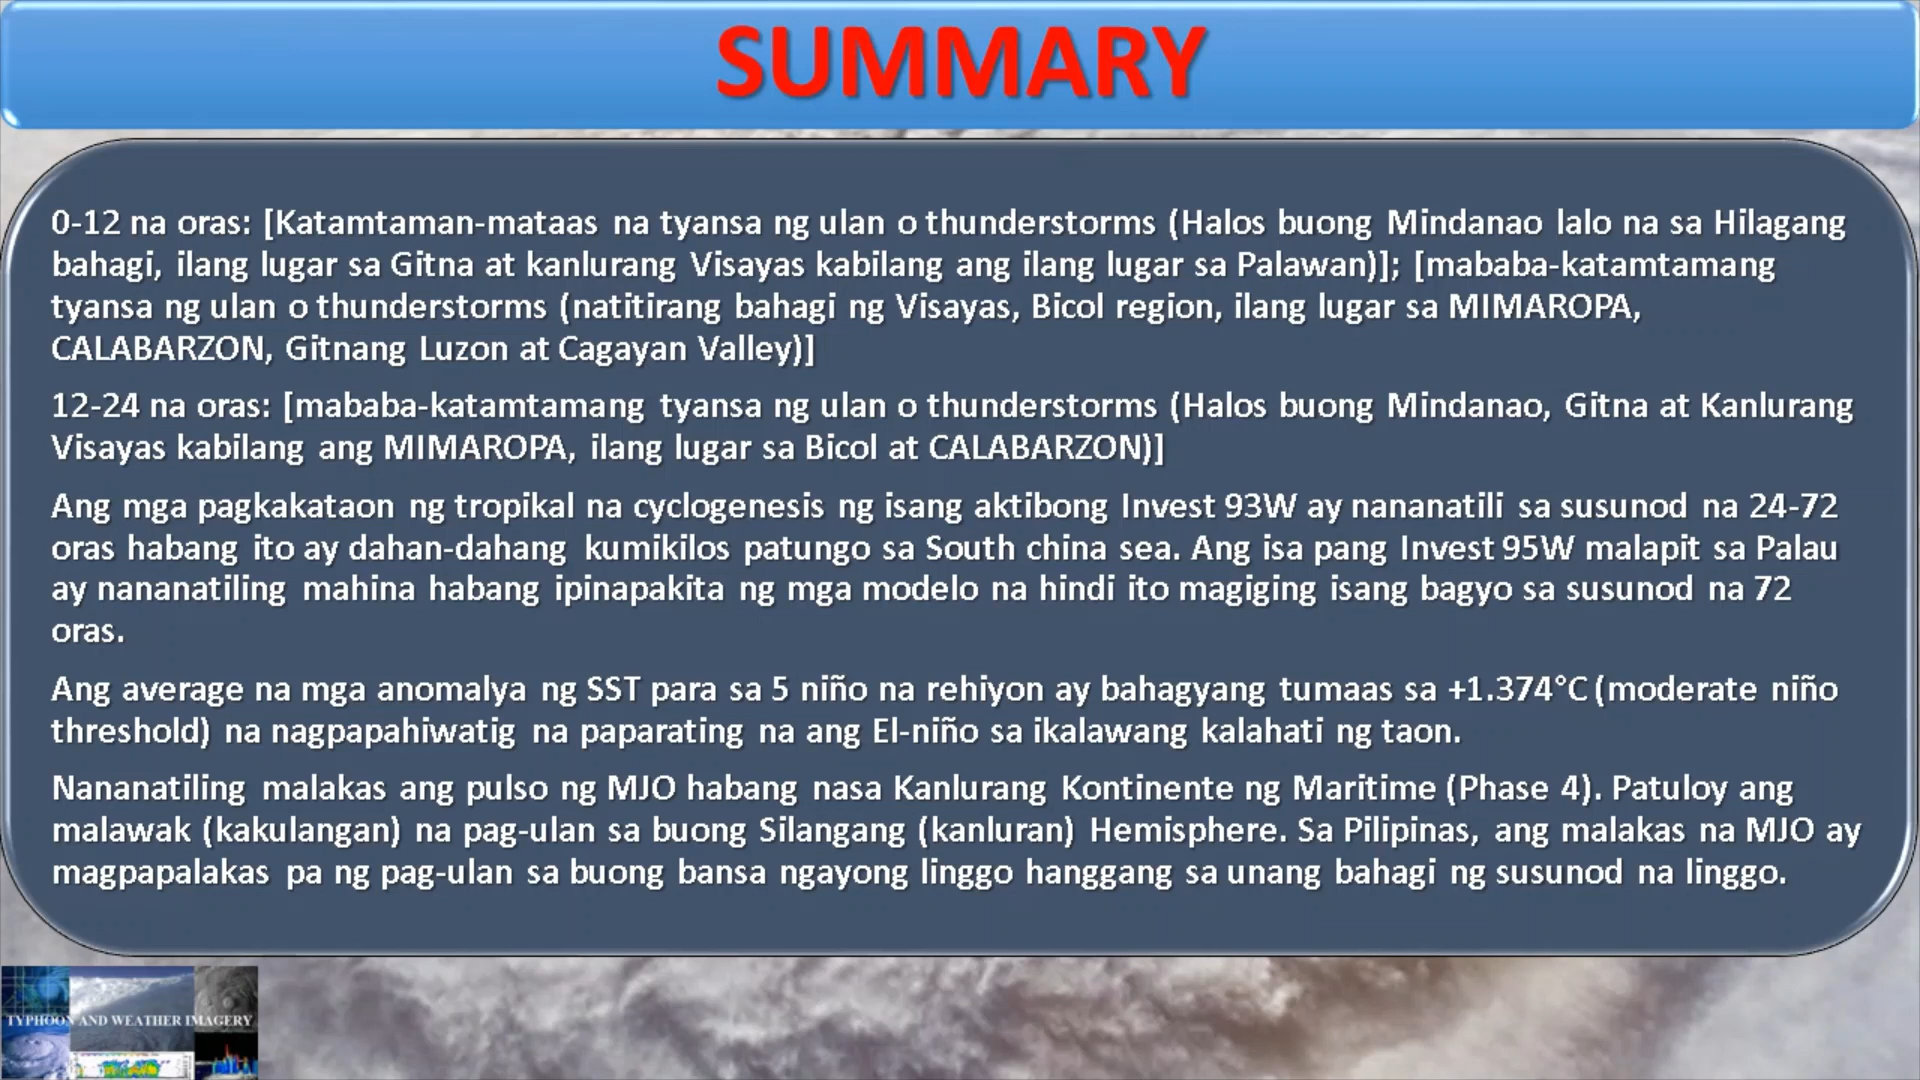 SUMMARY
0-12 na oras: [Katamtaman-mataas na tyansa ng ulan o thunderstorms (Halos buong Mindanao lalo na sa Hilagang
bahagi, ilang lugar sa Gitna at kanlurang Visayas kabilang ang ilang lugar sa Palawan)]; [mababa-katamtamang
tyansa ng ulan o thunderstorms (natitirang bahagi ng Visayas, Bicol region, ilang lugar sa MIMAROPA,
CALABARZON, Gitnang Luzon at Cagayan Valley)]
12-24 na oras: [mababa-katamtamang tyansa ng ulan o thunderstorms (Halos buong Mindanao, Gitna at Kanlurang
Visayas kabilang ang MIMAROPA, ilang lugar sa Bicol at CALABARZON)]
Ang mga pagkakataon ng tropikal na cyclogenesis ng isang aktibong Invest 93W ay nananatili sa susunod na 24-72
oras habang ito ay dahan-dahang kumikilos patungo sa South china sea. Ang isa pang Invest 95W malapit sa Palau
ay nananatiling mahina habang ipinapakita ng mga modelo na hindi ito magiging isang bagyo sa susunod na 72
oras.
Ang average na mga anomalya ng SST para sa 5 niño na rehiyon ay bahagyang tumaas sa +1.374°C (moderate niño
threshold) na nagpapahiwatig na paparating na ang El-niño sa ikalawang kalahati ng taon.
Nananatiling malakas ang pulso ng MJO habang nasa Kanlurang Kontinente ng Maritime (Phase 4). Patuloy ang
malawak (kakulangan) na pag-ulan sa buong Silangang (kanluran) Hemisphere. Sa Pilipinas, ang malakas na MJO ay
magpapalakas pa ng pag-ulan sa buong bansa ngayong linggo hanggang sa unang bahagi ng susunod na linggo.
TYPHOON AND WEATHER IMAGERY